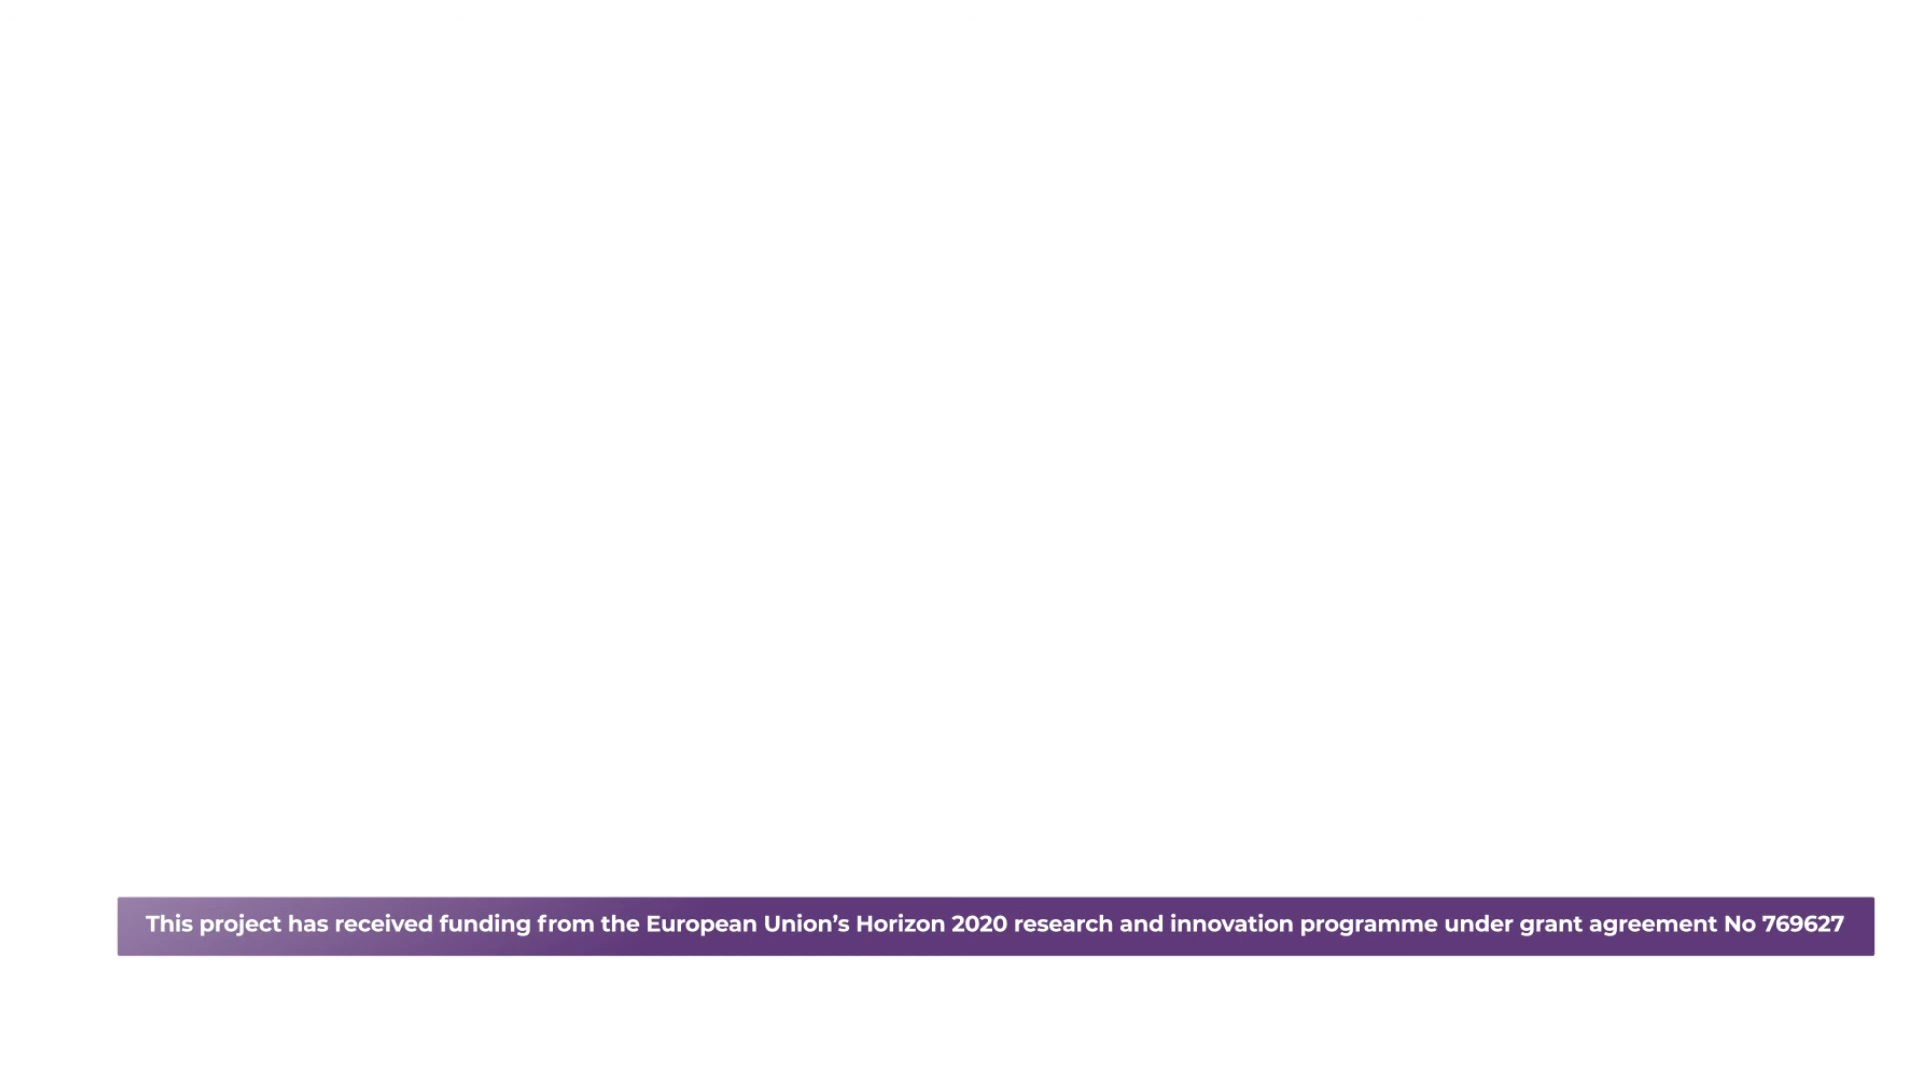 This project has received funding from the European Union’s Horizon 2020 research and innovation programme under grant agreement No 769627